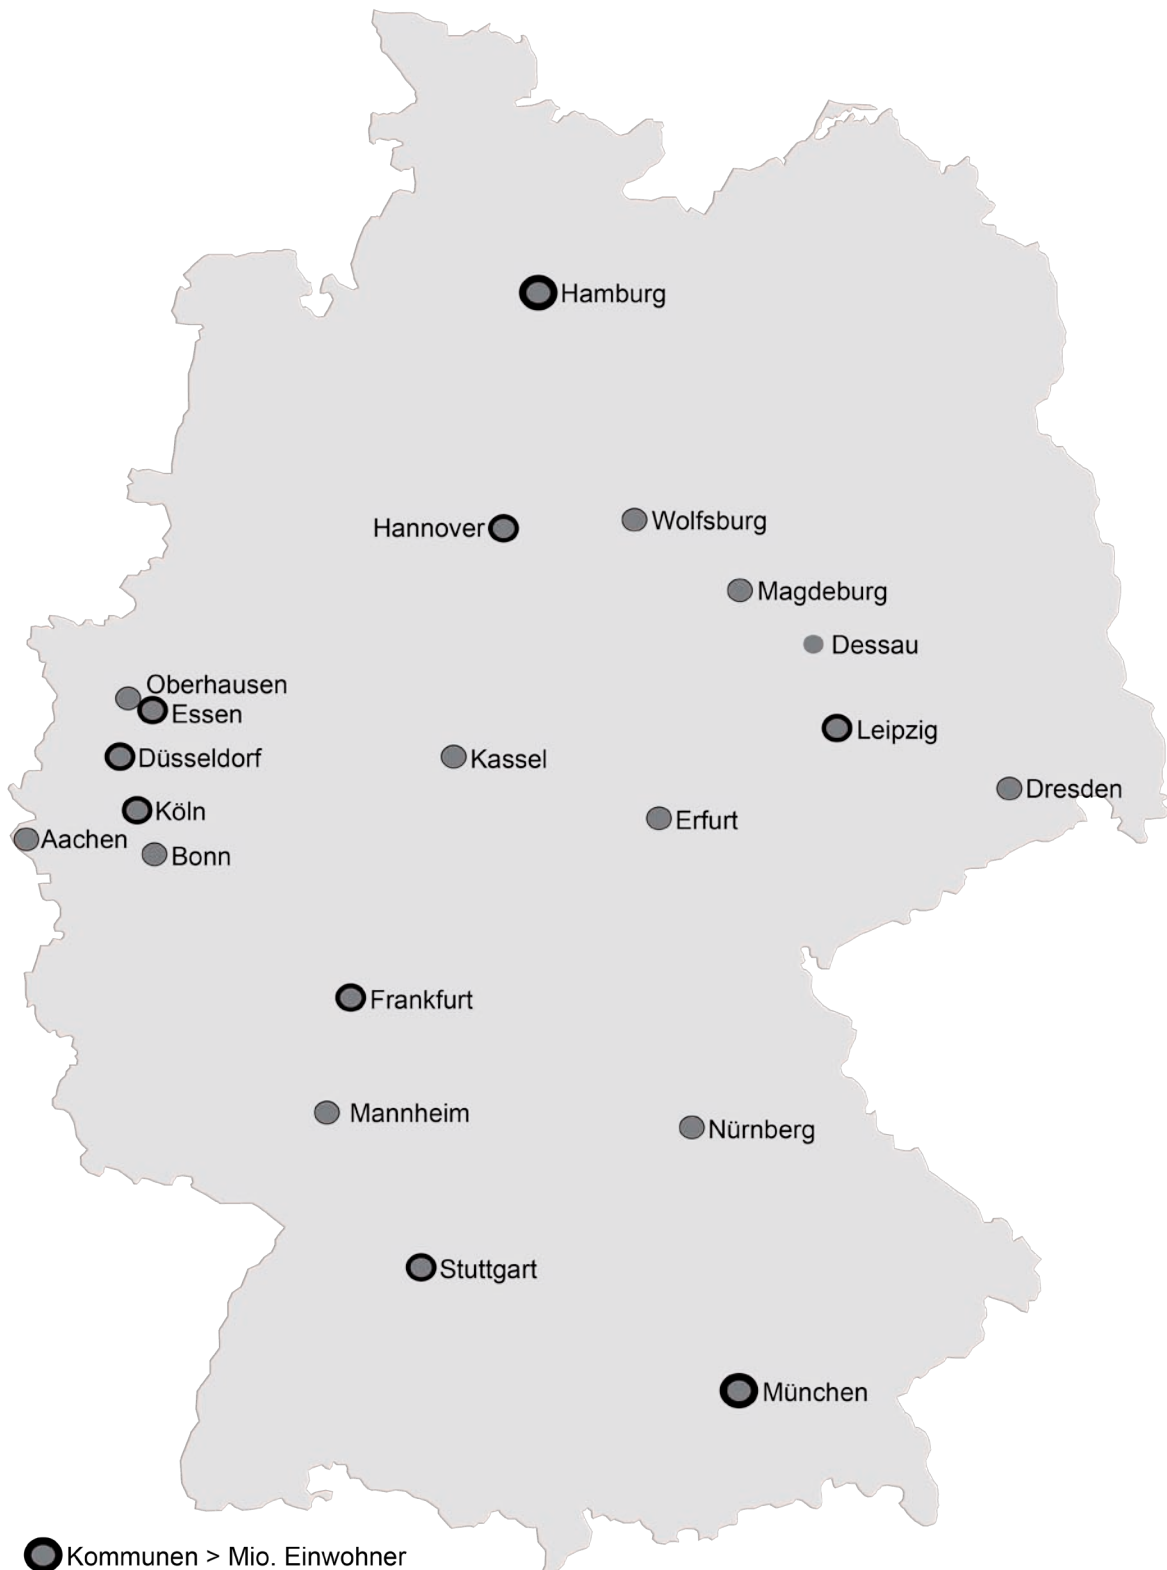 Hamburg
Hannover
Wolfsburg
Magdeburg
Dessau
Oberhausen
Essen
Leipzig
Düsseldorf
Kassel
Dresden
Köln
Erfurt
Aachen
Bonn
Frankfurt
Mannheim
Nürnberg
Stuttgart
München
Kommunen > Mio. Einwohner